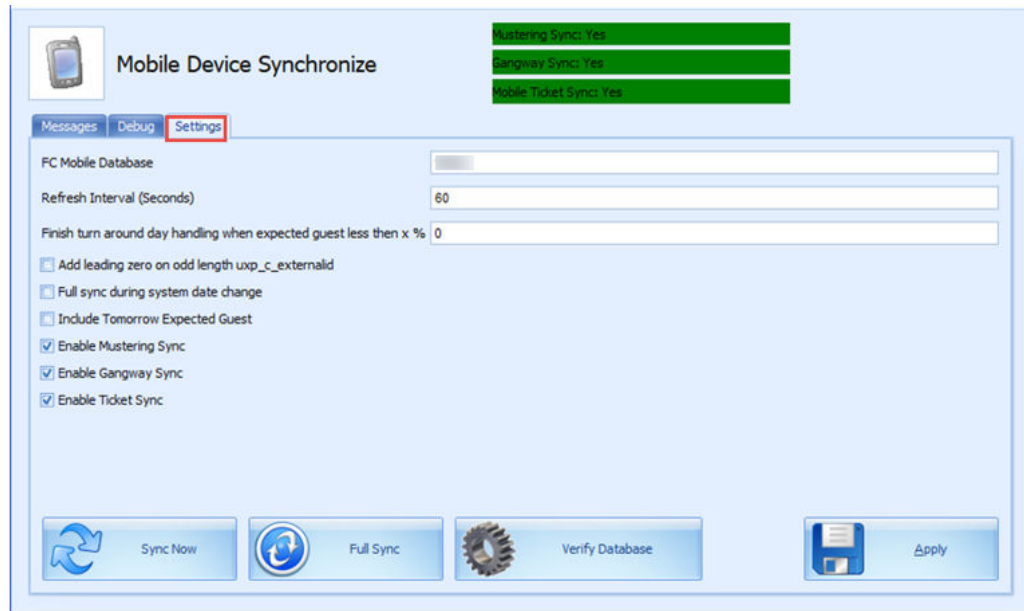 Mustering Sync: Yes
Mobile Device Synchronize
Gangway Sync: Yes
Mobile Ticket Sync: Yes
Messages Debug Settings
FC Mobile Database
Refresh Interval (Seconds) 60
Finish turn around day handling when expected guest less then x % 0
Add leading zero on odd length uxp_c_externalid
Full sync during system date change
Include Tomorrow Expected Guest
Enable Mustering Sync
Enable Gangway Sync
Enable Ticket Sync
Sync Now Full Sync Verify Database Apply